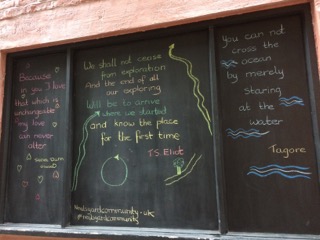 Because
in you I love
that which is
unchangeable
my love
can never
alter
We shall not cease
from exploration
And the end of all
our exploring
Will be to arrive
where we started
and know the place
for the first time
T.S. Eliot
@mudyardcommunity
You can not
cross the
ocean
by merely
staring
at the
water
Tagore